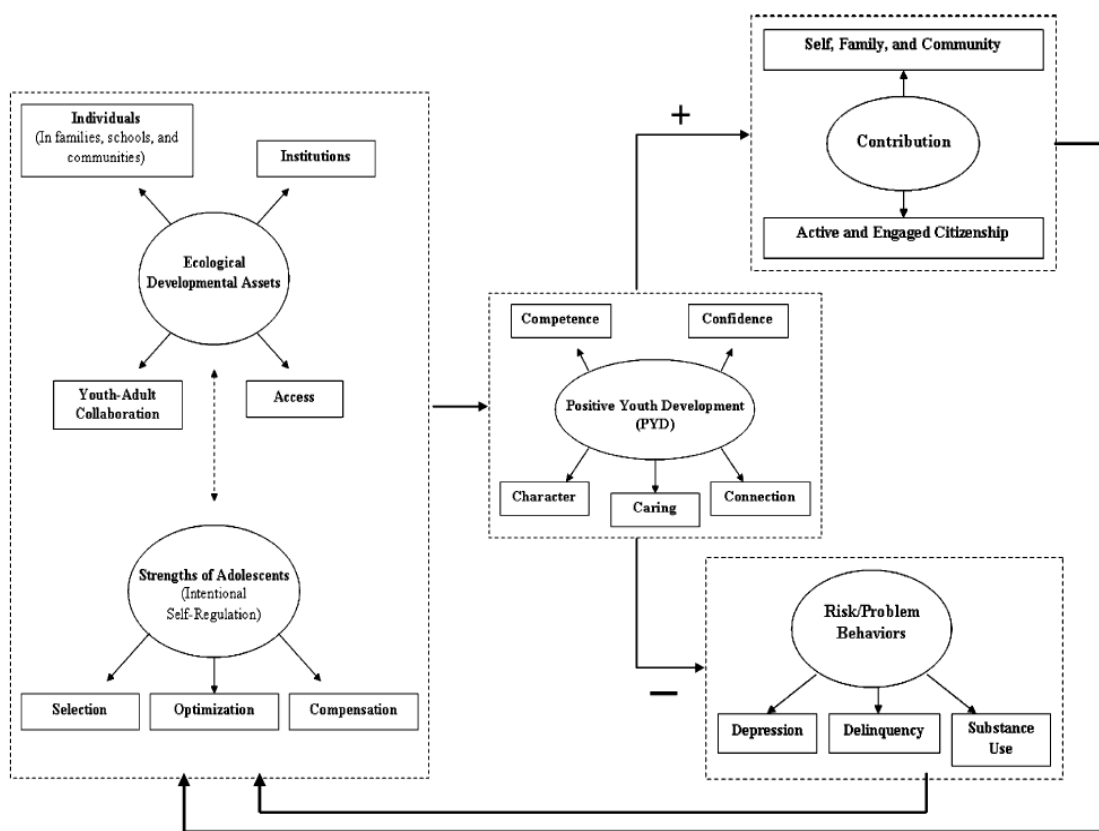 Self, Family, and Community
+
Contribution
Active and Engaged Citizenship
Individuals
(In families, schools, and
communities)
Institutions
Ecological
Developmental Assets
Youth-Adult
Collaboration
Access
Competence
Confidence
Positive Youth Development
(PYD)
Character
Caring
Connection
Strengths of Adolescents
(Intentional
Self-Regulation)
Selection
Optimization
Compensation
—
Risk/Problem
Behaviors
Depression
Delinquency
Substance
Use